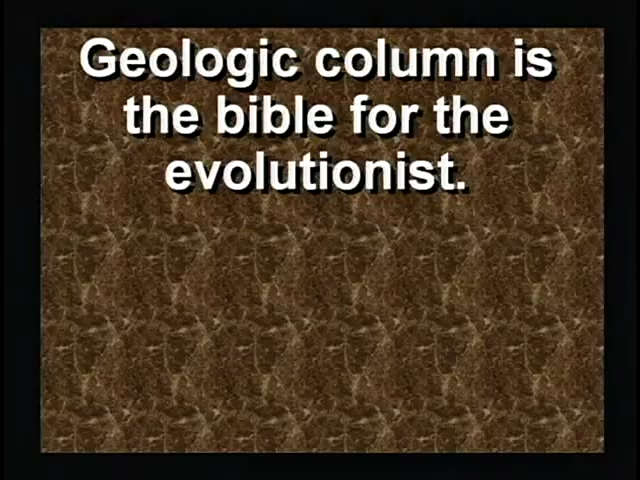 Geologic column is
the bible for the
evolutionist.